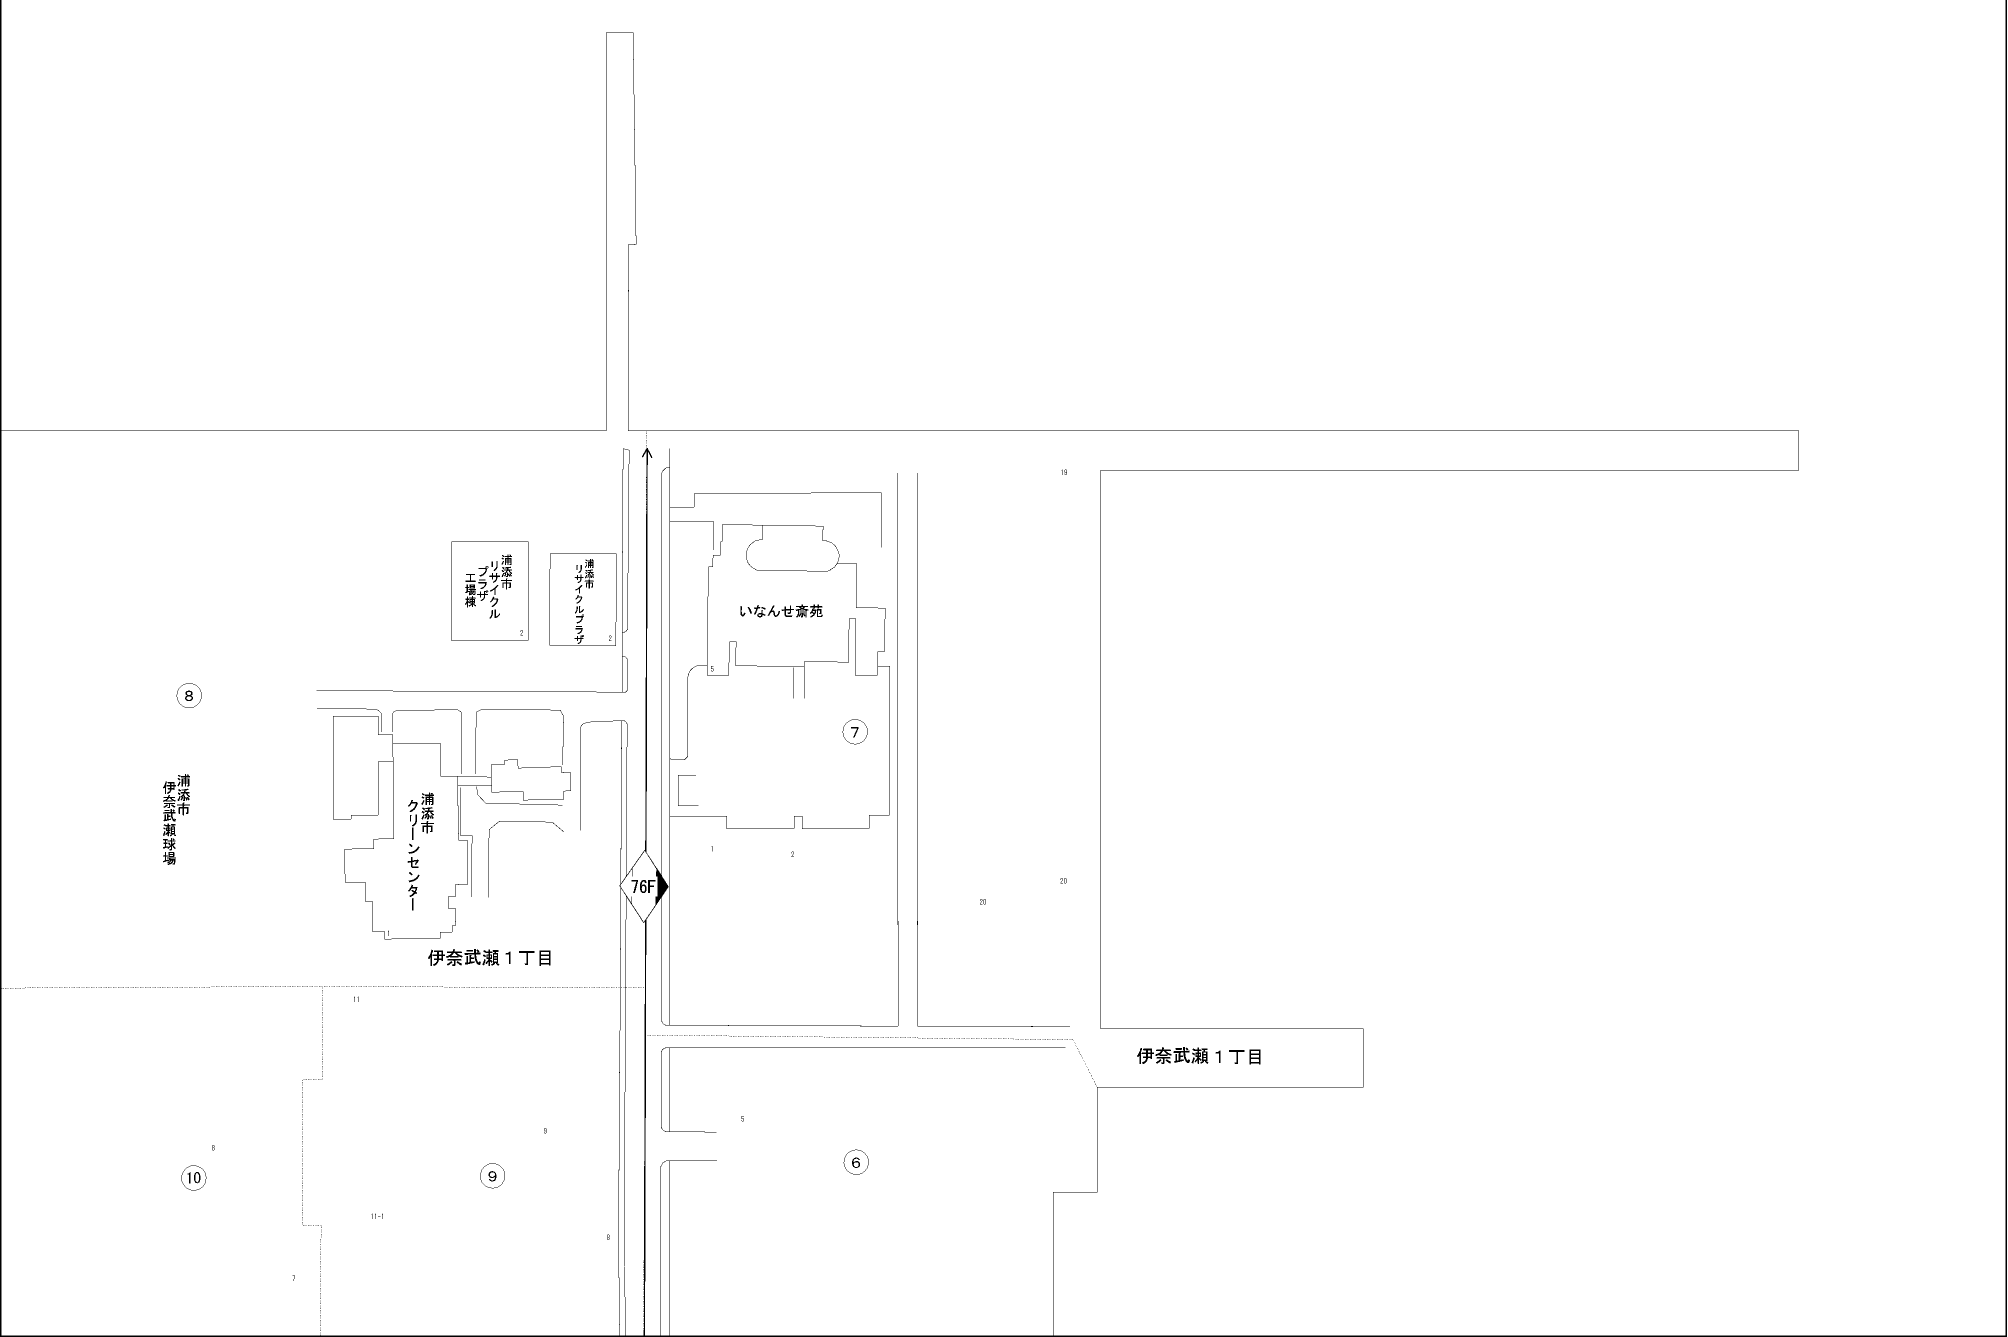 19
浦添市
リサイクル
プラザ
工場棟
2
浦添市
リサイクルプラザ
2
いなんせ斎苑
5
8
7
浦添市
伊奈武瀬球場
浦添市
クリーンセンター
1
2
76F
20
20
伊奈武瀬1丁目
11
伊奈武瀬1丁目
5
9
8
10
9
6
11-1
8
7